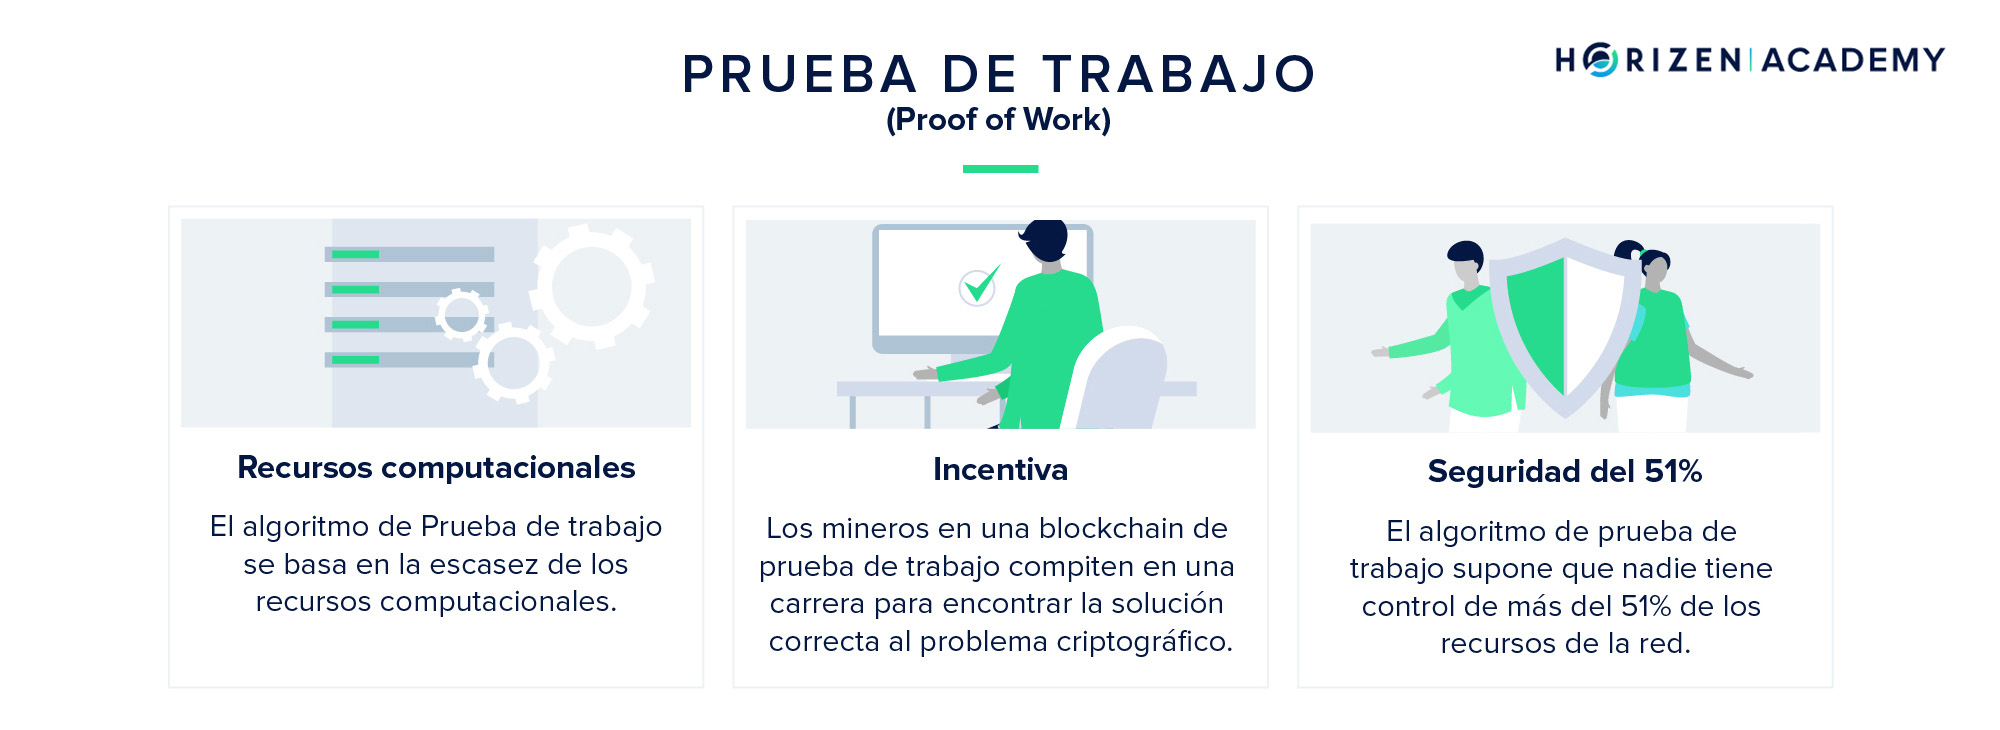 PRUEBA DE TRABAJO
(Proof of Work)
HORIZEN | ACADEMY
Recursos computacionales
El algoritmo de Prueba de trabajo
se basa en la escasez de los
recursos computacionales.
Incentiva
Los mineros en una blockchain de
prueba de trabajo compiten en una
carrera para encontrar la solución
correcta al problema criptográfico.
Seguridad del 51%
El algoritmo de prueba de
trabajo supone que nadie tiene
control de más del 51% de los
recursos de la red.